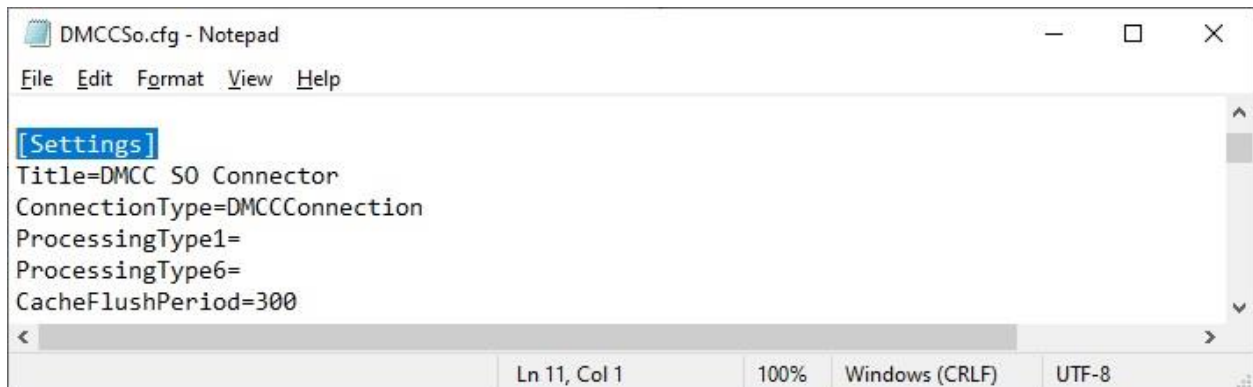 DMCCSo.cfg - Notepad
File Edit Format View Help
[Settings]
Title=DMCC SO Connector
ConnectionType=DMCCConnection
ProcessingType1=
ProcessingType6=
CacheFlushPeriod=300
Ln 11, Col 1 100% Windows (CRLF) UTF-8